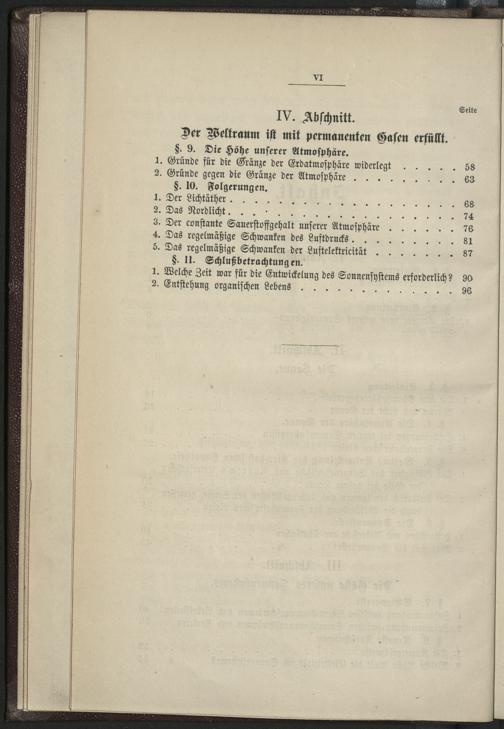 VI
Seite
IV. Abschnitt.
Der Weltraum ist mit permanenten Gasen erfüllt.
§. 9. Die Höhe unserer Atmosphäre.
1. Gründe für die Gränze der Erdatmosphäre widerlegt . . . . . 58
2. Gründe gegen die Gränze der Atmosphäre . . . . . . . . 63
§. 10. Folgerungen.
1. Der Lichtäther . . . . . . . . . . . . . . . . . 68
2. Das Nordlicht . . . . . . . . . . . . . . . . . 74
3. Der constante Sauerstoffgehalt unserer Atmosphäre . . . . . 76
4. Das regelmäßige Schwanken des Luftdrucks . . . . . . . . 81
5. Das regelmäßige Schwanken der Luftelektricität . . . . . . 87
§. 11. Schlußbetrachtungen.
1. Welche Zeit war für die Entwickelung des Sonnensystems erforderlich? 90
2. Entstehung organischen Lebens . . . . . . . . . . . . 96